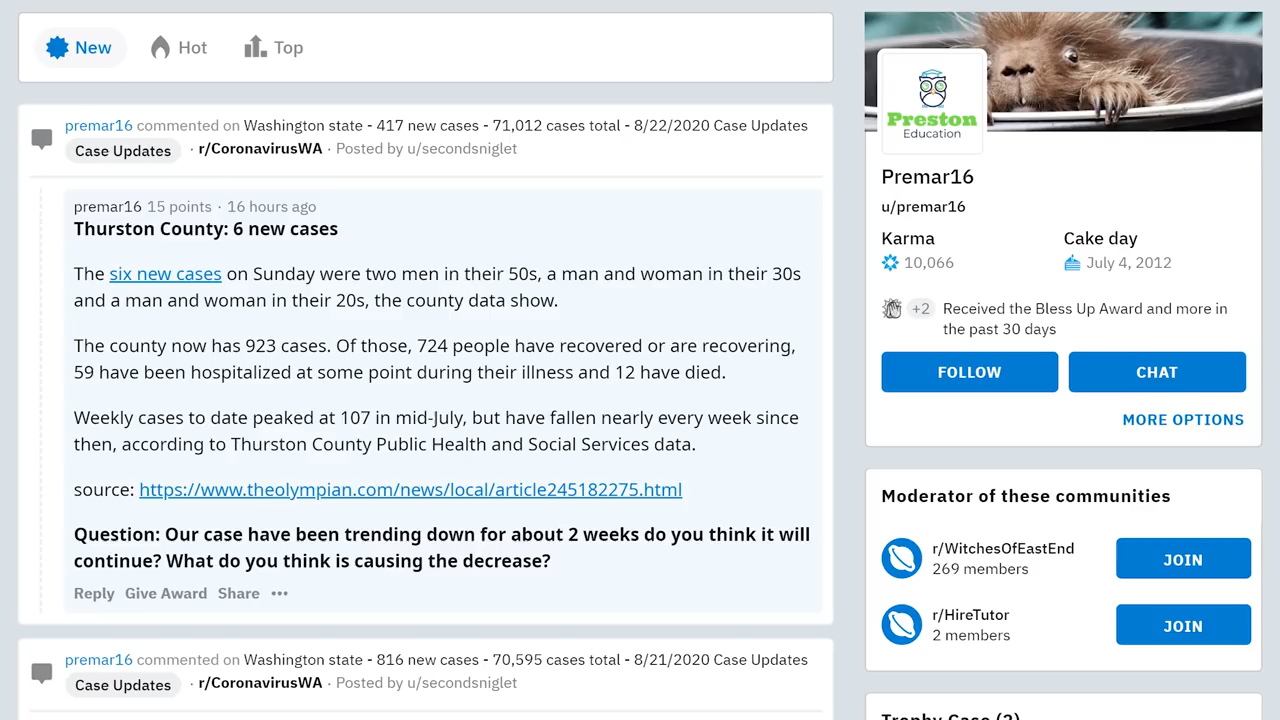 New Hot Top
premar16 commented on Washington state - 417 new cases - 71,012 cases total - 8/22/2020 Case Updates
Case Updates · r/CoronavirusWA · Posted by u/secondsniglet
premar16 15 points · 16 hours ago
Thurston County: 6 new cases
The six new cases on Sunday were two men in their 50s, a man and woman in their 30s
and a man and woman in their 20s, the county data show.
The county now has 923 cases. Of those, 724 people have recovered or are recovering,
59 have been hospitalized at some point during their illness and 12 have died.
Weekly cases to date peaked at 107 in mid-July, but have fallen nearly every week since
then, according to Thurston County Public Health and Social Services data.
source: https://www.theolympian.com/news/local/article245182275.html
Question: Our case have been trending down for about 2 weeks do you think it will
continue? What do you think is causing the decrease?
Reply Give Award Share •••
premar16 commented on Washington state - 816 new cases - 70,595 cases total - 8/21/2020 Case Updates
Case Updates · r/CoronavirusWA · Posted by u/secondsniglet
Preston
Education
Premar16
u/premar16
Karma Cake day
10,066 July 4, 2012
+2 Received the Bless Up Award and more in
the past 30 days
FOLLOW CHAT
MORE OPTIONS
Moderator of these communities
r/WitchesOfEastEnd
269 members
JOIN
r/HireTutor
2 members
JOIN
Trophy Case (2)